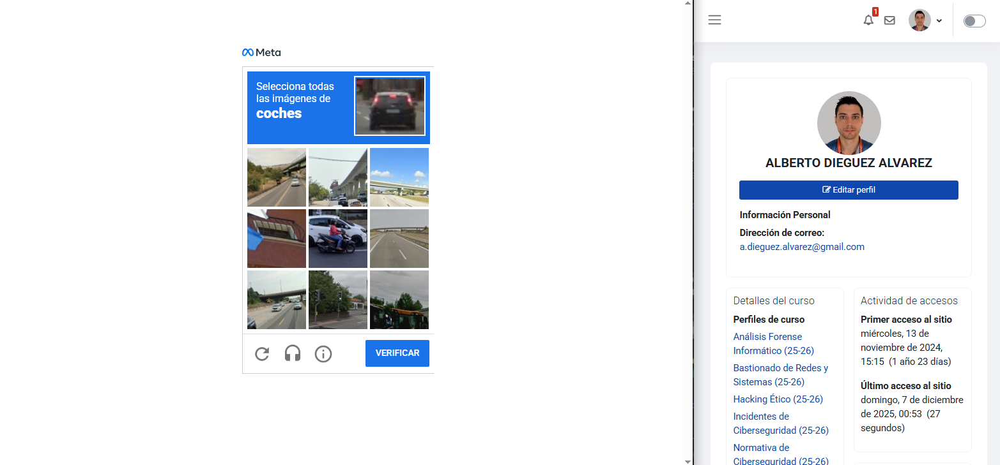 Meta
Selecciona todas
las imágenes de
coches
VERIFICAR
1
ALBERTO DIEGUEZ ALVAREZ
Editar perfil
Información Personal
Dirección de correo:
a.dieguez.alvarez@gmail.com
Detalles del curso
Perfiles de curso
Análisis Forense
Informático (25-26)
Bastionado de Redes y
Sistemas (25-26)
Hacking Ético (25-26)
Incidentes de
Ciberseguridad (25-26)
Normativa de
Ciberseguridad (25-26)
Actividad de accesos
Primer acceso al sitio
miércoles, 13 de
noviembre de 2024,
15:15 (1 año 23 días)
Último acceso al sitio
domingo, 7 de diciembre
de 2025, 00:53 (27
segundos)